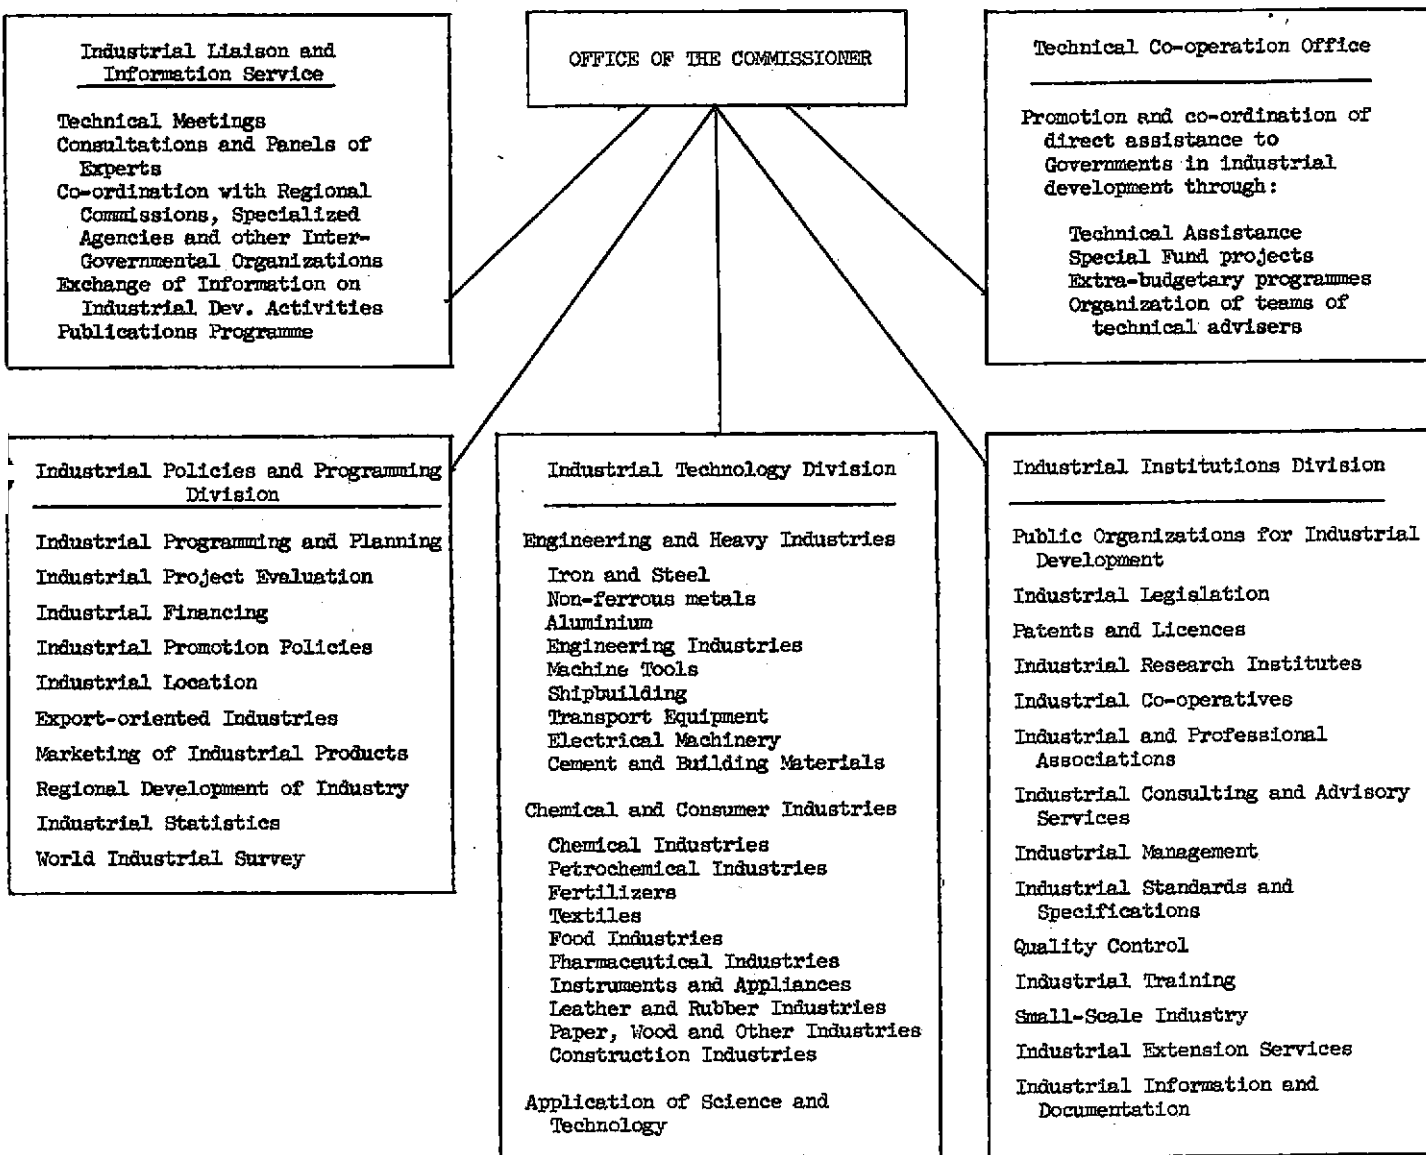 Industrial Liaison and
Information Service
Technical Meetings
Consultations and Panels of
Experts
Co-ordination with Regional
Commissions, Specialized
Agencies and other Inter-
Governmental Organizations
Exchange of Information on
Industrial Dev. Activities
Publications Programme
OFFICE OF THE COMMISSIONER
Technical Co-operation Office
Promotion and co-ordination of
direct assistance to
Governments in industrial
development through:
Technical Assistance
Special Fund projects
Extra-budgetary programmes
Organization of teams of
technical advisers
Industrial Policies and Programming
Division
Industrial Programming and Planning
Industrial Project Evaluation
Industrial Financing
Industrial Promotion Policies
Industrial Location
Export-oriented Industries
Marketing of Industrial Products
Regional Development of Industry
Industrial Statistics
World Industrial Survey
Industrial Technology Division
Engineering and Heavy Industries
Iron and Steel
Non-ferrous metals
Aluminium
Engineering Industries
Machine Tools
Shipbuilding
Transport Equipment
Electrical Machinery
Cement and Building Materials
Chemical and Consumer Industries
Chemical Industries
Petrochemical Industries
Fertilizers
Textiles
Food Industries
Pharmaceutical Industries
Instruments and Appliances
Leather and Rubber Industries
Paper, Wood and Other Industries
Construction Industries
Application of Science and
Technology
Industrial Institutions Division
Public Organizations for Industrial
Development
Industrial Legislation
Patents and Licences
Industrial Research Institutes
Industrial Co-operatives
Industrial and Professional
Associations
Industrial Consulting and Advisory
Services
Industrial Management
Industrial Standards and
Specifications
Quality Control
Industrial Training
Small-Scale Industry
Industrial Extension Services
Industrial Information and
Documentation